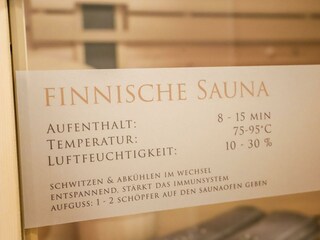 FINNISCHE SAUNA
AUFENTHALT: 8 - 15 MIN
TEMPERATUR: 75-95°C
LUFTFEUCHTIGKEIT: 10 - 30 %
SCHWITZEN & ABKÜHLEN IM WECHSEL
ENTSPANNEND, STÄRKT DAS IMMUNSYSTEM
AUFGUSS: 1 - 2 SCHÖPFER AUF DEN SAUNAOFEN GEBEN